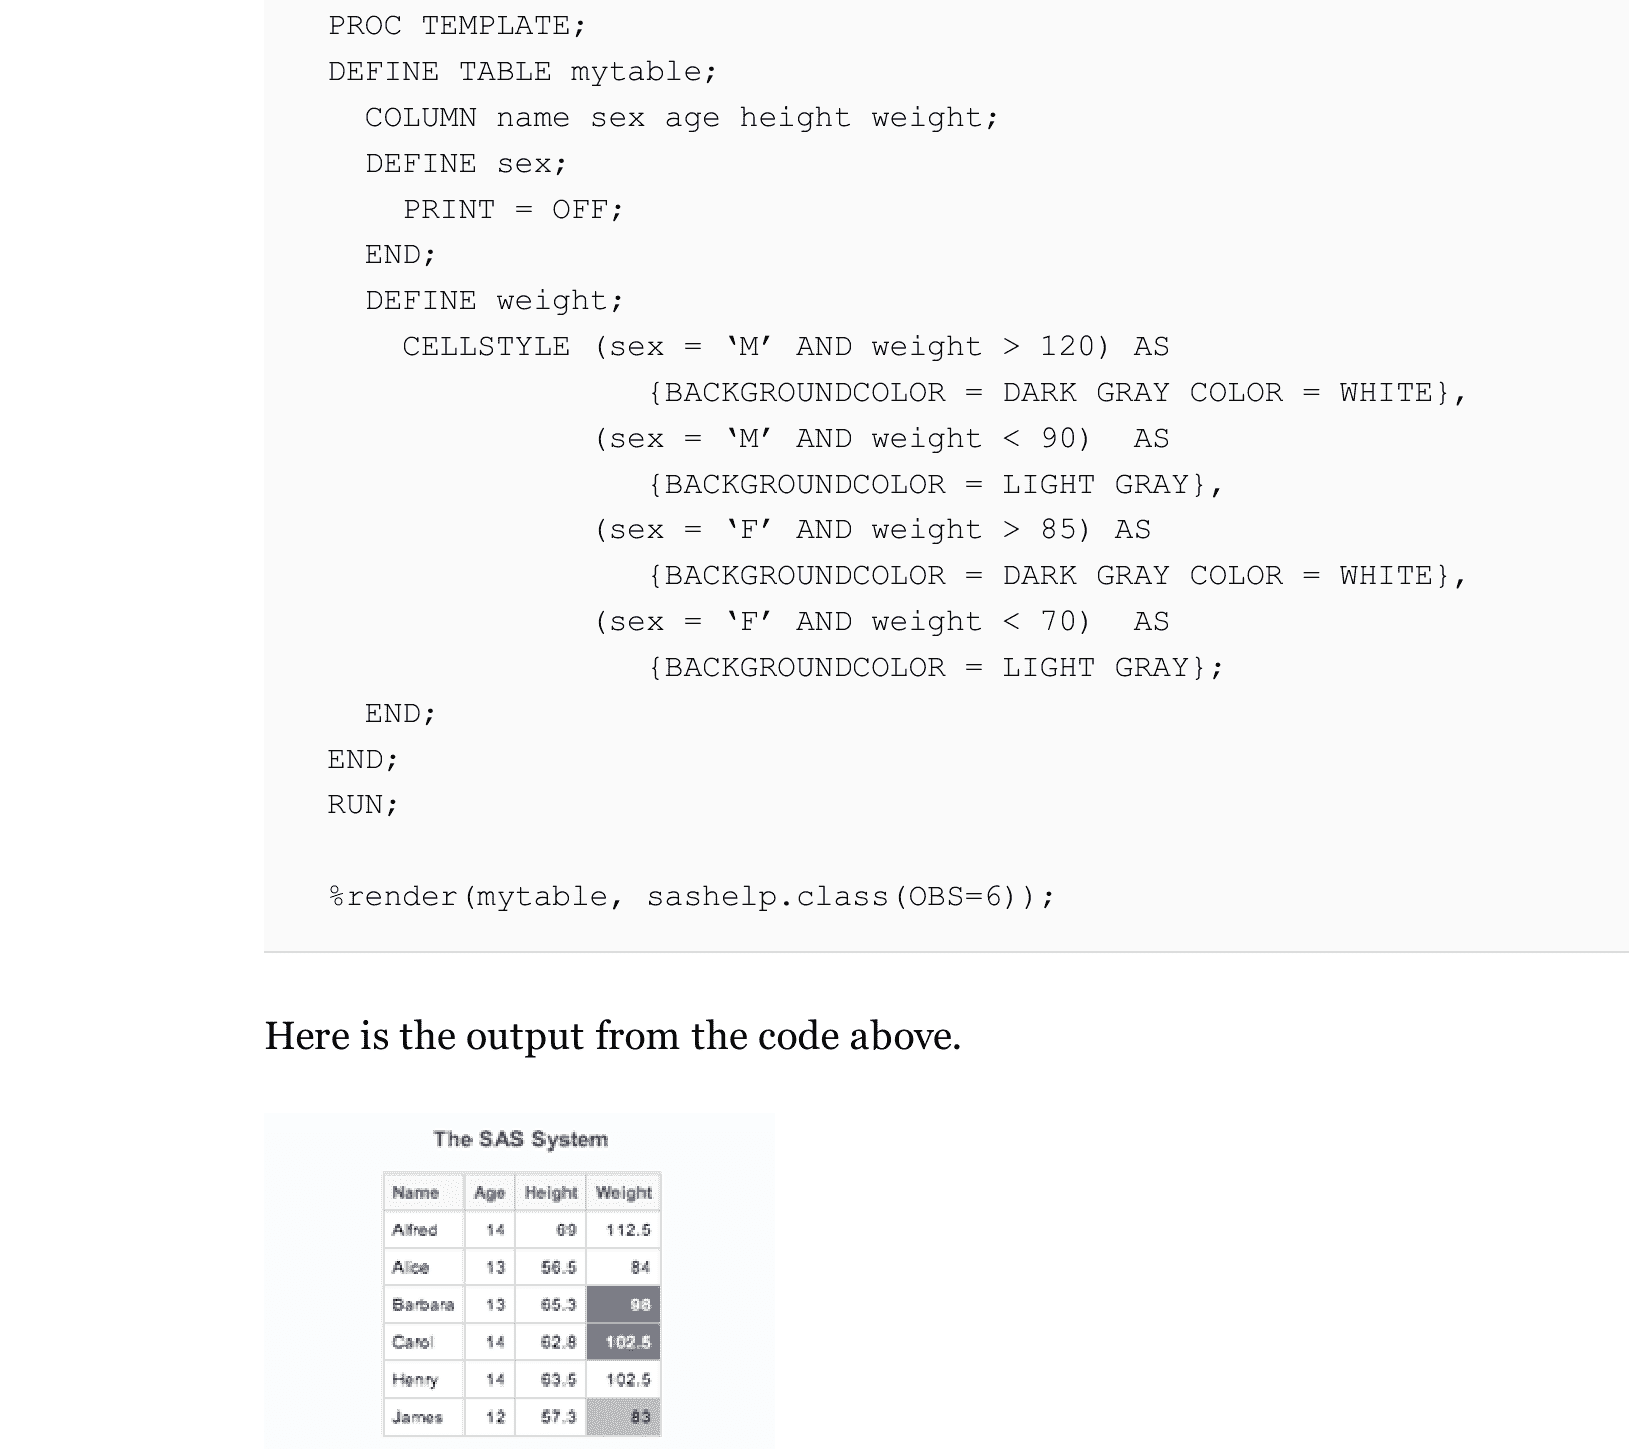 PROC TEMPLATE;
DEFINE TABLE mytable;
COLUMN name sex age height weight;
DEFINE sex;
PRINT = OFF;
END;
DEFINE weight;
CELLSTYLE (sex = ‘M’ AND weight > 120) AS
{BACKGROUNDCOLOR = DARK GRAY COLOR = WHITE},
(sex = ‘M’ AND weight < 90) AS
{BACKGROUNDCOLOR = LIGHT GRAY},
(sex = ‘F’ AND weight > 85) AS
{BACKGROUNDCOLOR = DARK GRAY COLOR = WHITE},
(sex = ‘F’ AND weight < 70) AS
{BACKGROUNDCOLOR = LIGHT GRAY};
END;
END;
RUN;
%render(mytable, sashelp.class(OBS=6));
Here is the output from the code above.
The SAS System
Name Age Height Weight
Alfred 14 69 112.5
Alice 13 56.5 84
Barbara 13 65.3 98
Carol 14 62.8 102.5
Henry 14 63.5 102.5
James 12 57.3 83